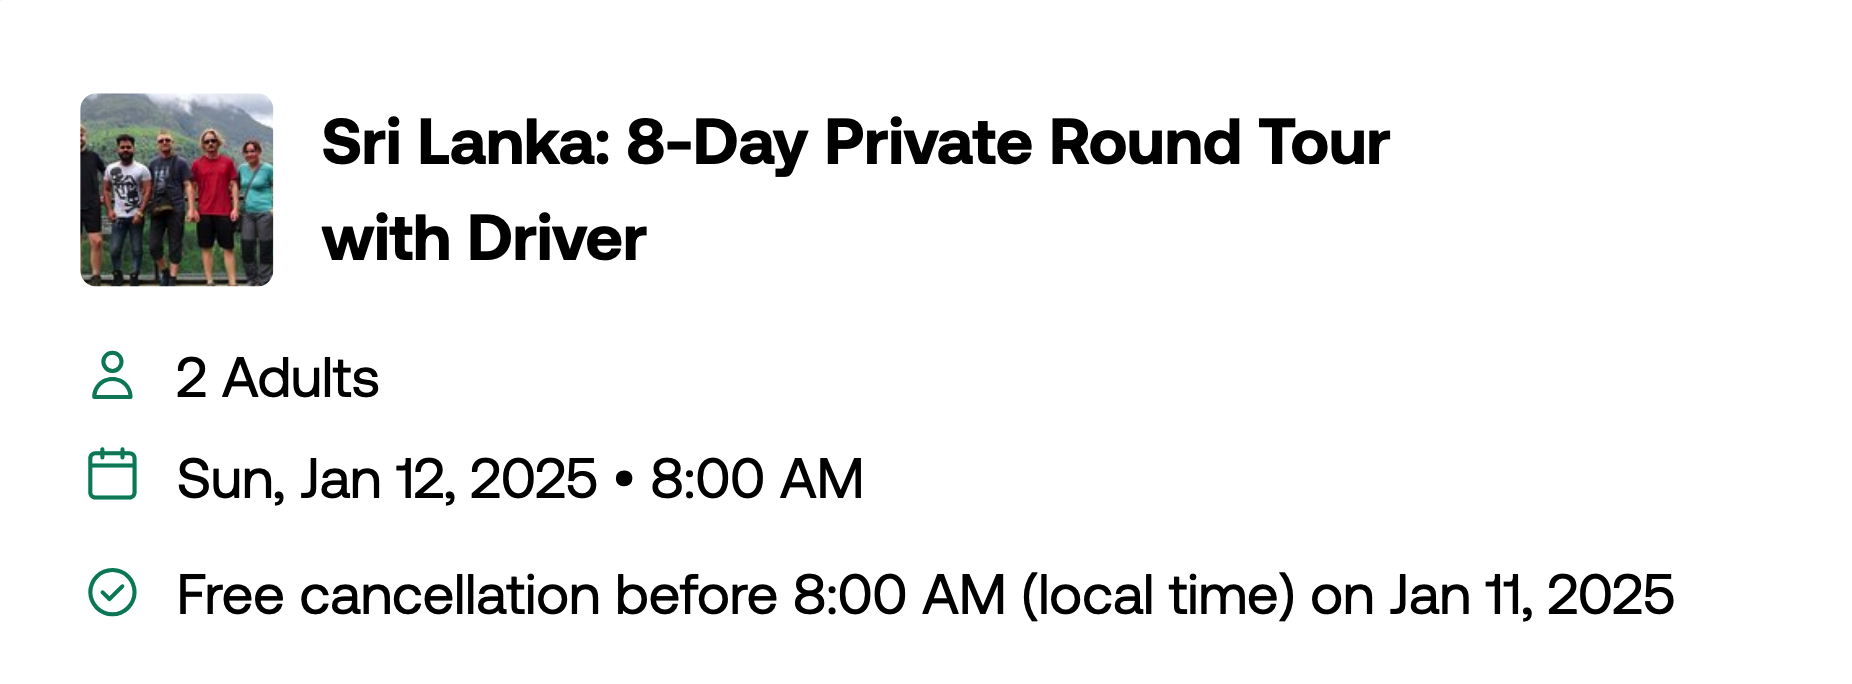 Sri Lanka: 8-Day Private Round Tour
with Driver
2 Adults
Sun, Jan 12, 2025 • 8:00 AM
Free cancellation before 8:00 AM (local time) on Jan 11, 2025